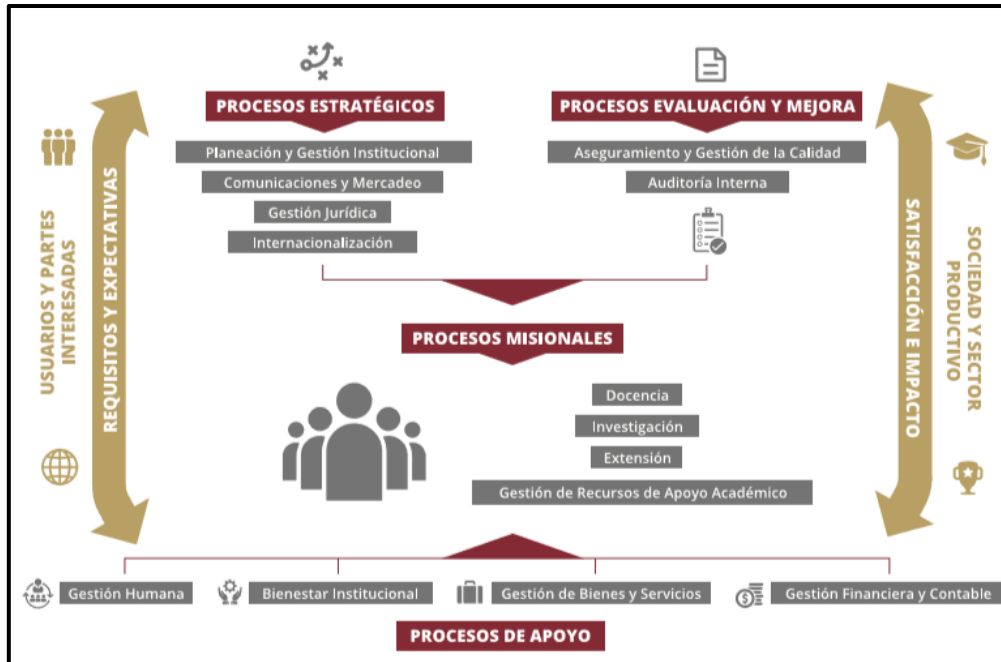 PROCESOS ESTRATÉGICOS
Planeación y Gestión Institucional
Comunicaciones y Mercadeo
Gestión Jurídica
Internacionalización
PROCESOS EVALUACIÓN Y MEJORA
Aseguramiento y Gestión de la Calidad
Auditoría Interna
USUARIOS Y PARTES
INTERESADAS
REQUISITOS Y EXPECTATIVAS
PROCESOS MISIONALES
Docencia
Investigación
Extensión
Gestión de Recursos de Apoyo Académico
SATISFACCIÓN E IMPACTO
SOCIEDAD Y SECTOR
PRODUCTIVO
Gestión Humana
Bienestar Institucional
Gestión de Bienes y Servicios
Gestión Financiera y Contable
PROCESOS DE APOYO